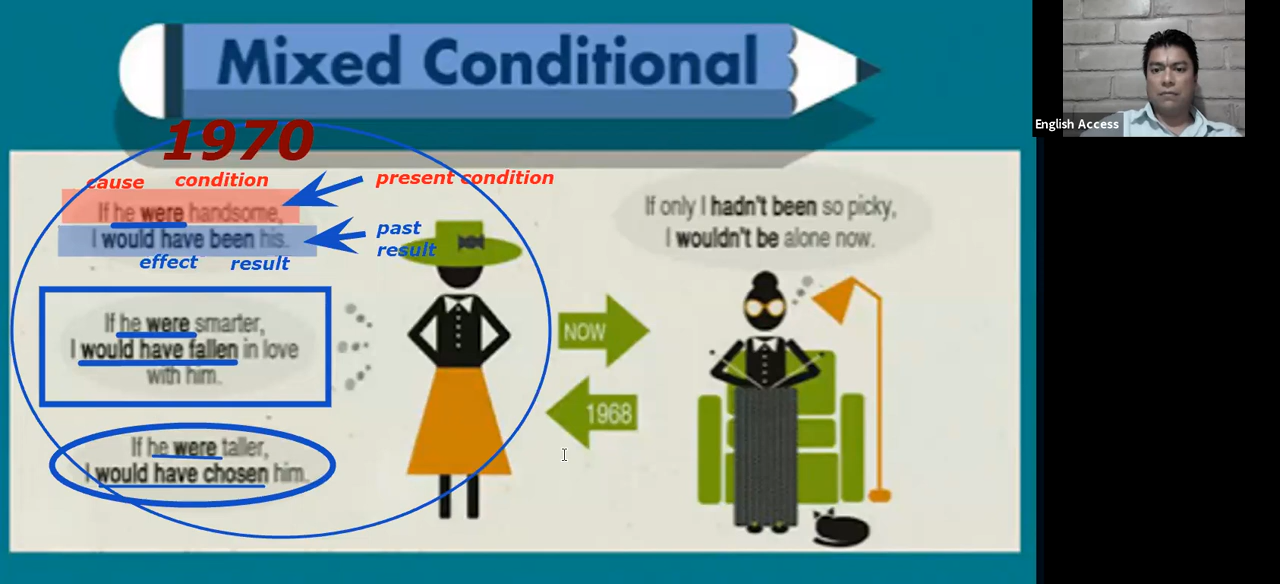 Mixed Conditional
1970
cause condition
present condition
If he were handsome,
I would have been his.
past
result
effect result
If he were smarter,
I would have fallen in love
with him.
If he were taller,
I would have chosen him.
NOW
1968
If only I hadn't been so picky,
I wouldn't be alone now.
English Access